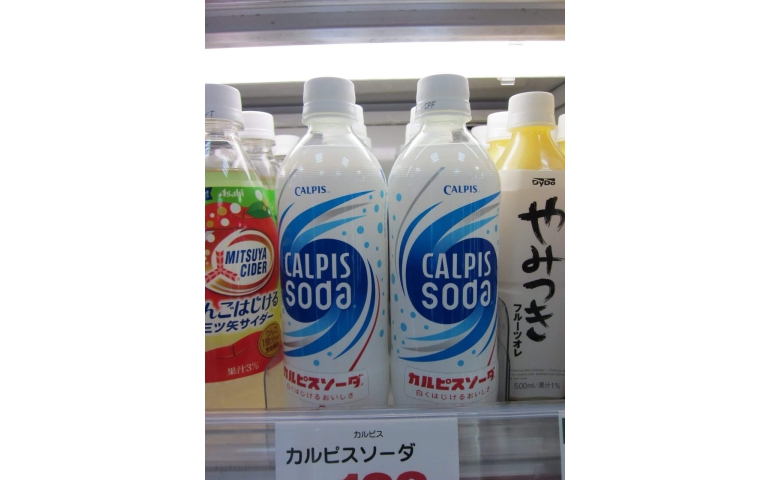 Asahi
MITSUYA
CIDER
んごはじける
ミツ矢サイダー
果汁3%
CALPIS
CALPIS
soda
カルピスソーダ
白くはじけるおいしさ
CALPIS
CALPIS
soda
カルピスソーダ
白くはじけるおいしさ
DyDo
やみつき
フルーツオレ
500ml/果汁1%
カルピス
カルピスソーダ